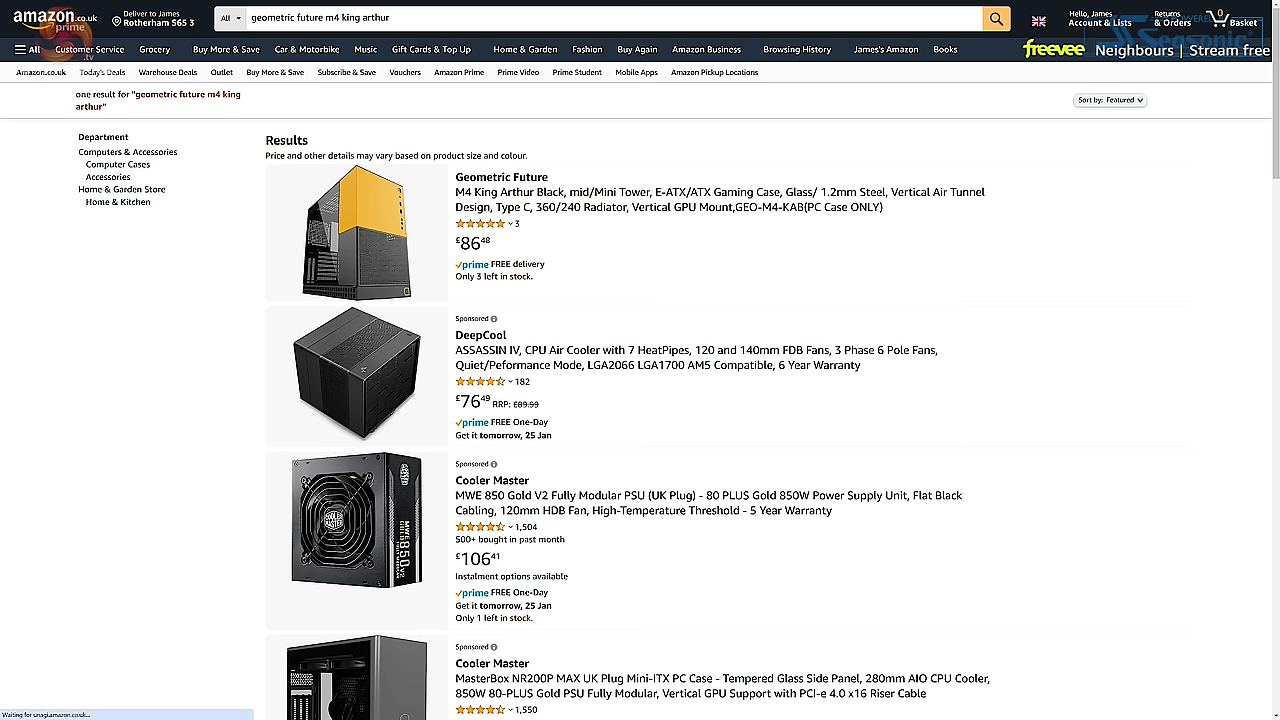 amazon.co.uk
prime
.tv
Deliver to James
Rotherham S65 3
All
geometric future m4 king arthur
Hello, James
Account & Lists
Returns
& Orders
0
Basket
Seasonic
All
Customer Service
Grocery
Buy More & Save
Car & Motorbike
Music
Gift Cards & Top Up
Home & Garden
Fashion
Buy Again
Amazon Business
Browsing History
James's Amazon
Books
freevee
Neighbours | Stream free
Amazon.co.uk
Today's Deals
Warehouse Deals
Outlet
Buy More & Save
Subscribe & Save
Vouchers
Amazon Prime
Prime Video
Prime Student
Mobile Apps
Amazon Pickup Locations
one result for "geometric future m4 king
arthur"
Sort by: Featured
Department
Computers & Accessories
Computer Cases
Accessories
Home & Garden Store
Home & Kitchen
Results
Price and other details may vary based on product size and colour.
Geometric Future
M4 King Arthur Black, mid/Mini Tower, E-ATX/ATX Gaming Case, Glass/ 1.2mm Steel, Vertical Air Tunnel
Design, Type C, 360/240 Radiator, Vertical GPU Mount,GEO-M4-KAB(PC Case ONLY)
3
£86.48
prime FREE delivery
Only 3 left in stock.
Sponsored
DeepCool
ASSASSIN IV, CPU Air Cooler with 7 HeatPipes, 120 and 140mm FDB Fans, 3 Phase 6 Pole Fans,
Quiet/Peformance Mode, LGA2066 LGA1700 AM5 Compatible, 6 Year Warranty
182
£76.49 RRP: £89.99
prime FREE One-Day
Get it tomorrow, 25 Jan
COOLER
MASTER
MWE 850
GOLD V2
Sponsored
Cooler Master
MWE 850 Gold V2 Fully Modular PSU (UK Plug) - 80 PLUS Gold 850W Power Supply Unit, Flat Black
Cabling, 120mm HDB Fan, High-Temperature Threshold - 5 Year Warranty
1,504
500+ bought in past month
£106.41
Instalment options available
prime FREE One-Day
Get it tomorrow, 25 Jan
Only 1 left in stock.
Sponsored
Cooler Master
MasterBox NR200P MAX UK Plug Mini-ITX PC Case - Tempered Glass Side Panel, 280mm AIO CPU Cooler,
850W 80-PLUS Gold PSU Fully Modular, Vertical GPU Support with PCI-e 4.0 x16 Riser Cable
1,550
Waiting for unagi.amazon.co.uk...